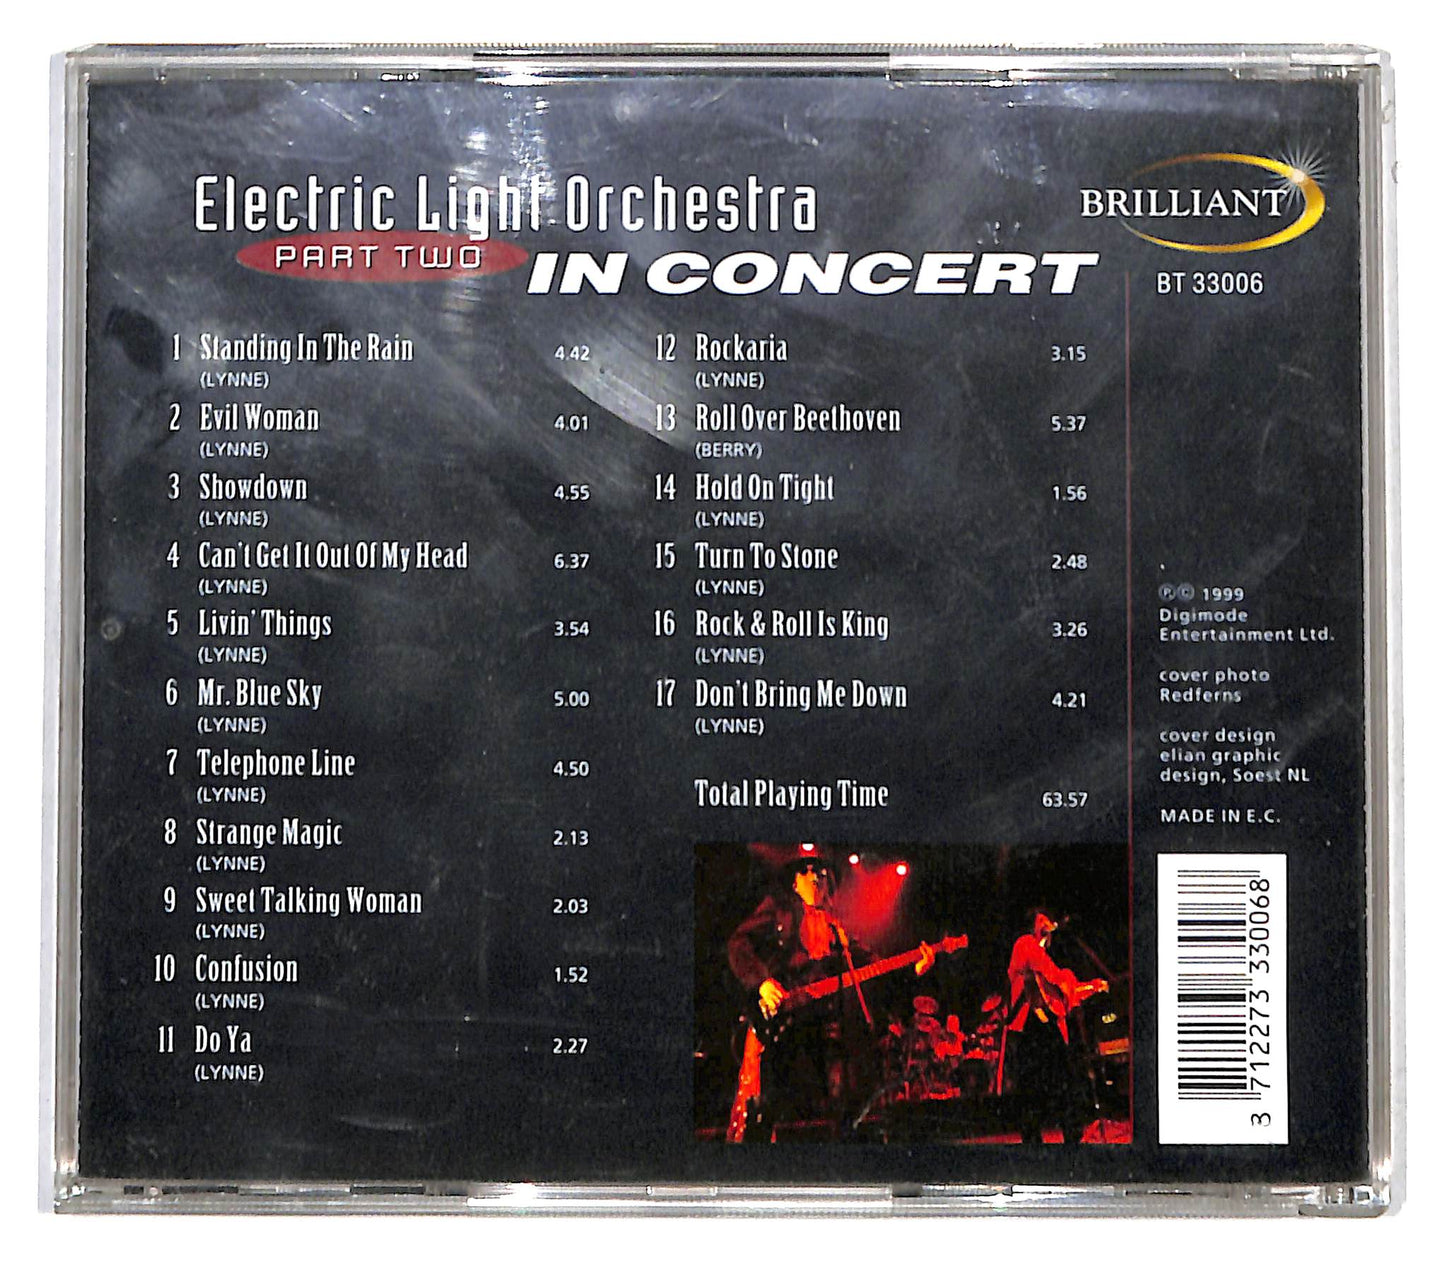 Electric Light Orchestra
PART TWO
IN CONCERT
BRILLIANT
BT 33006
1 Standing In The Rain 4.42
(LYNNE)
2 Evil Woman 4.01
(LYNNE)
3 Showdown 4.55
(LYNNE)
4 Can't Get It Out Of My Head 6.37
(LYNNE)
5 Livin' Things 3.54
(LYNNE)
6 Mr. Blue Sky 5.00
(LYNNE)
7 Telephone Line 4.50
(LYNNE)
8 Strange Magic 2.13
(LYNNE)
9 Sweet Talking Woman 2.03
(LYNNE)
10 Confusion 1.52
(LYNNE)
11 Do Ya 2.27
(LYNNE)
12 Rockaria 3.15
(LYNNE)
13 Roll Over Beethoven 5.37
(BERRY)
14 Hold On Tight 1.56
(LYNNE)
15 Turn To Stone 2.48
(LYNNE)
16 Rock & Roll Is King 3.26
(LYNNE)
17 Don't Bring Me Down 4.21
(LYNNE)
Total Playing Time 63.57
℗© 1999
Digimode
Entertainment Ltd.
cover photo
Redferns
cover design
elian graphic
design, Soest NL
MADE IN E.C.
3 712273 330068